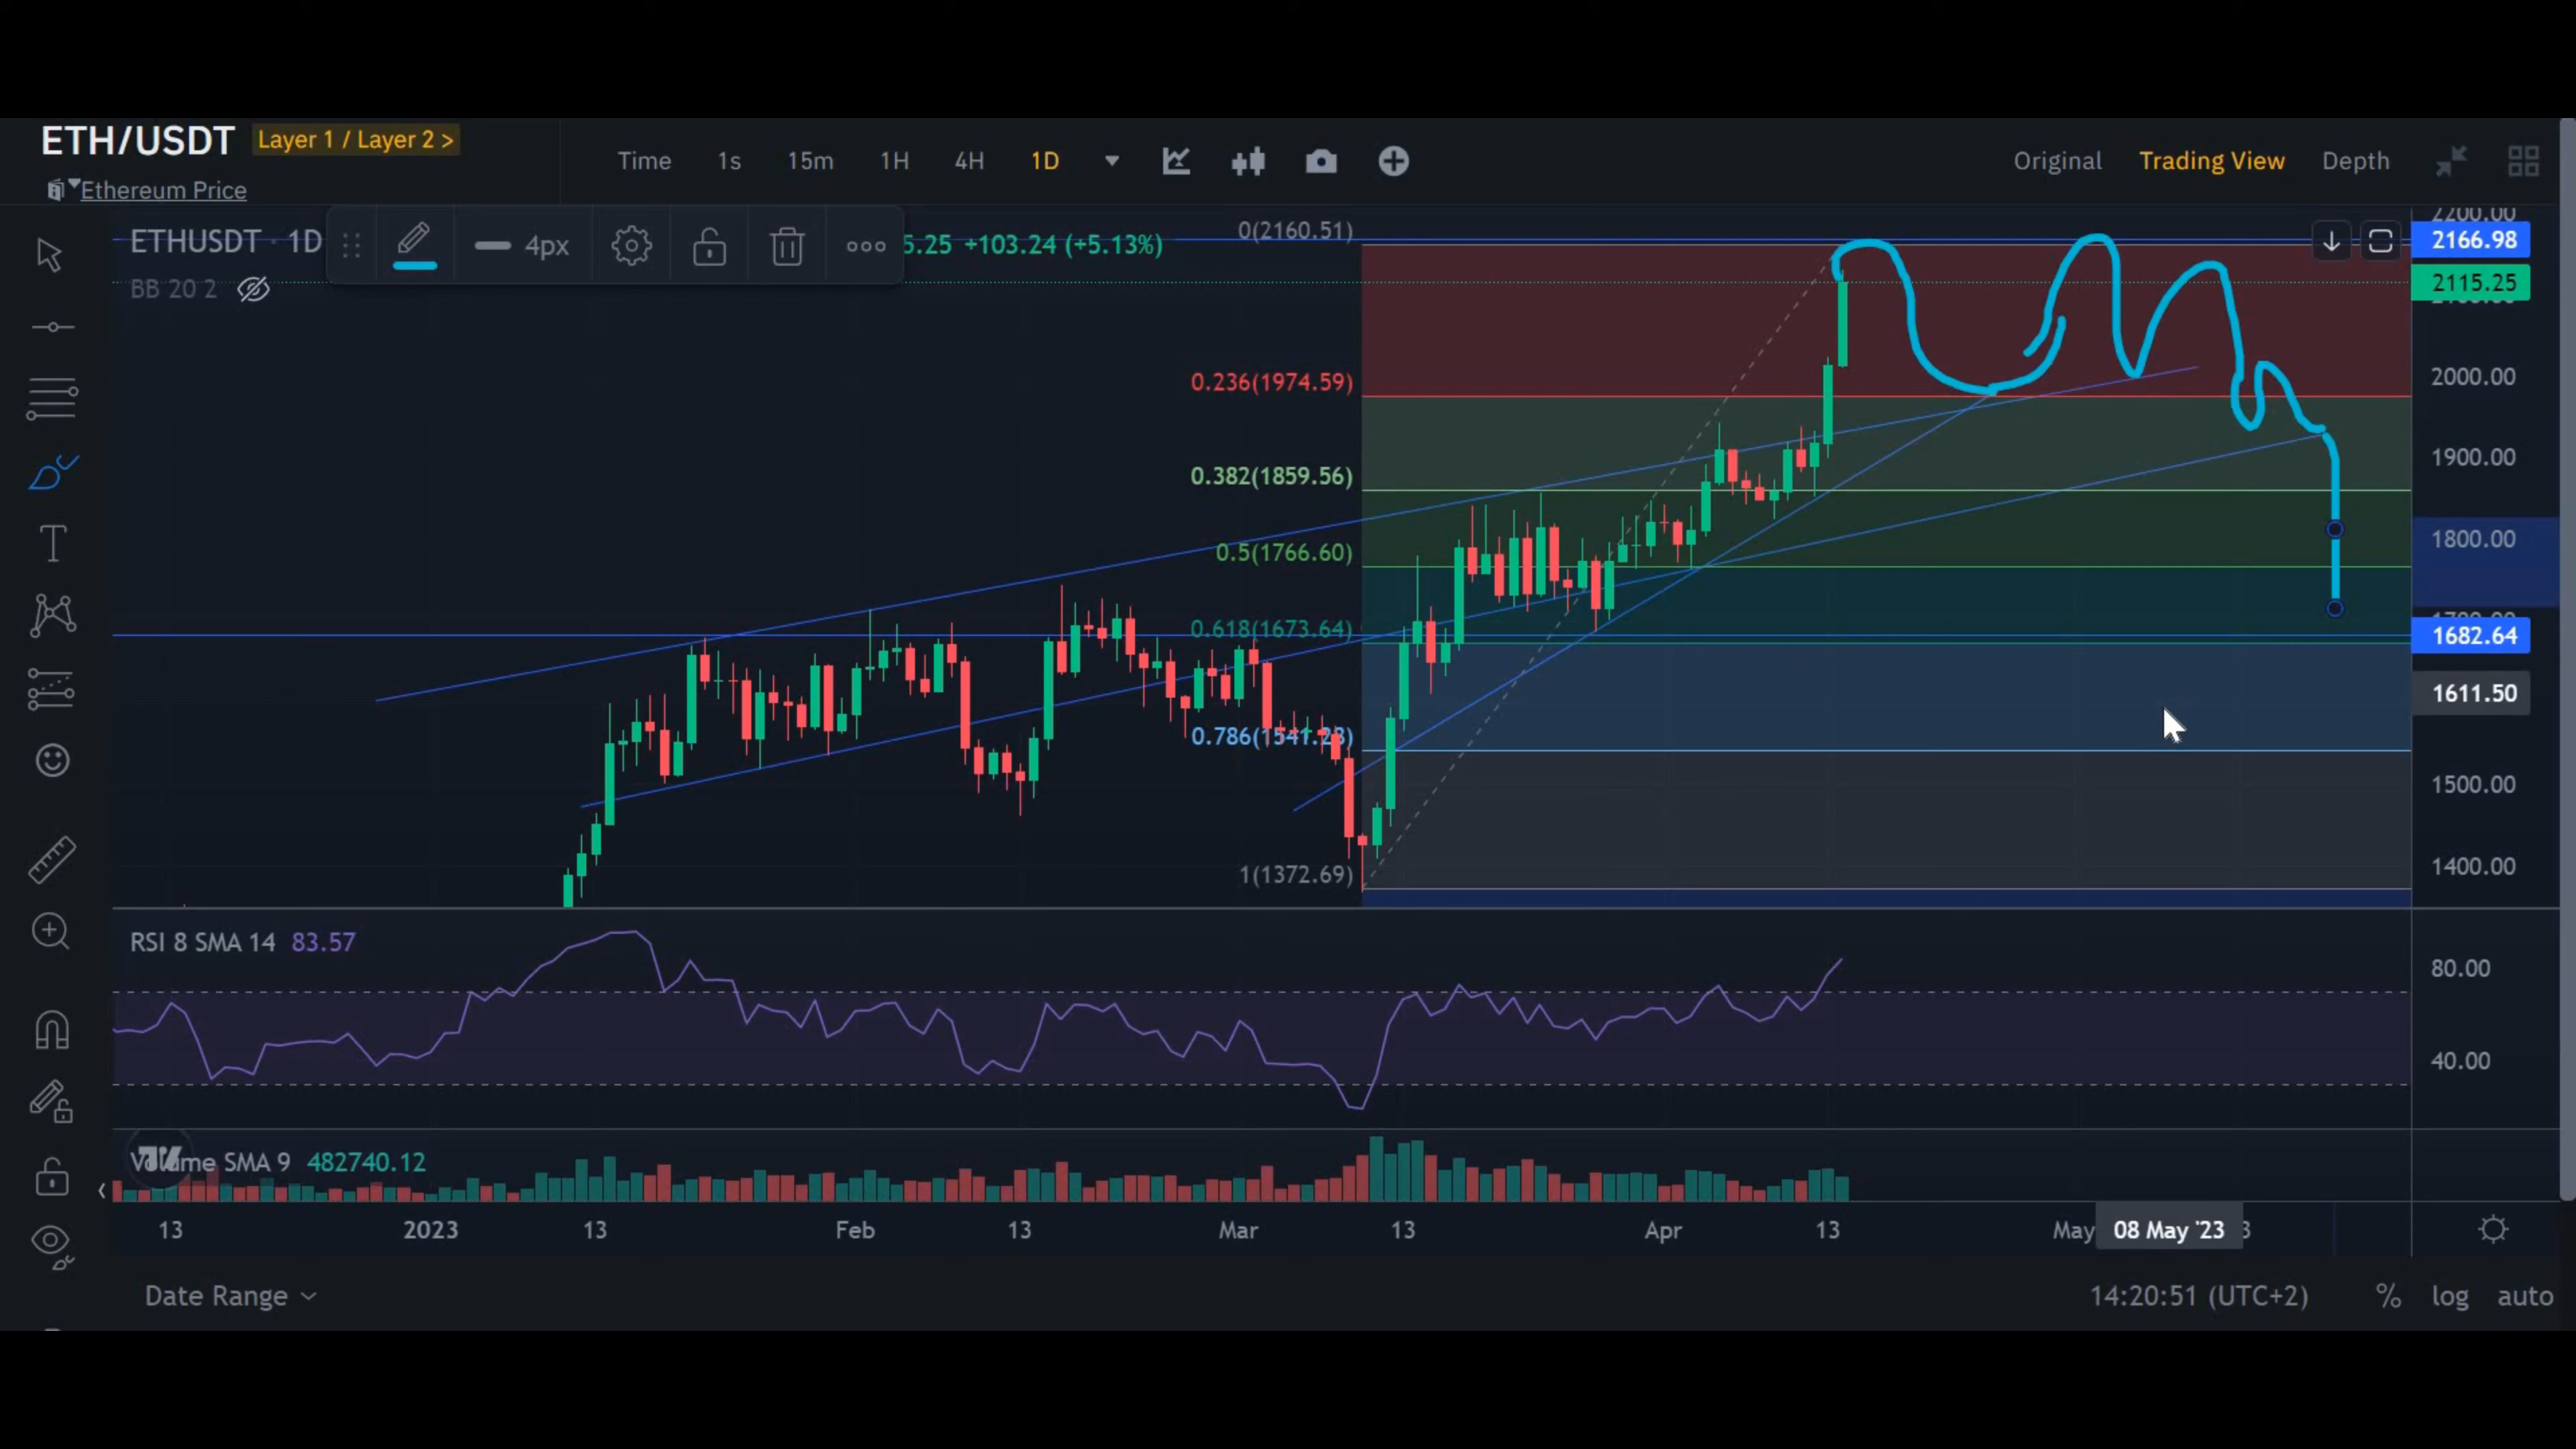 ETH/USDT Layer 1 / Layer 2 >
Ethereum Price
Time 1s 15m 1H 4H 1D
Original Trading View Depth
ETHUSDT · 1D
4px
5.25 +103.24 (+5.13%)
BB 20 2
0(2160.51)
0.236(1974.59)
0.382(1859.56)
0.5(1766.60)
0.618(1673.64)
0.786(1541.23)
1(1372.69)
2200.00
2166.98
2115.25
2000.00
1900.00
1800.00
1682.64
1611.50
1500.00
1400.00
RSI 8 SMA 14 83.57
80.00
40.00
Volume SMA 9 482740.12
13 2023 13 Feb 13 Mar 13 Apr 13 May 08 May '23
Date Range
14:20:51 (UTC+2) % log auto